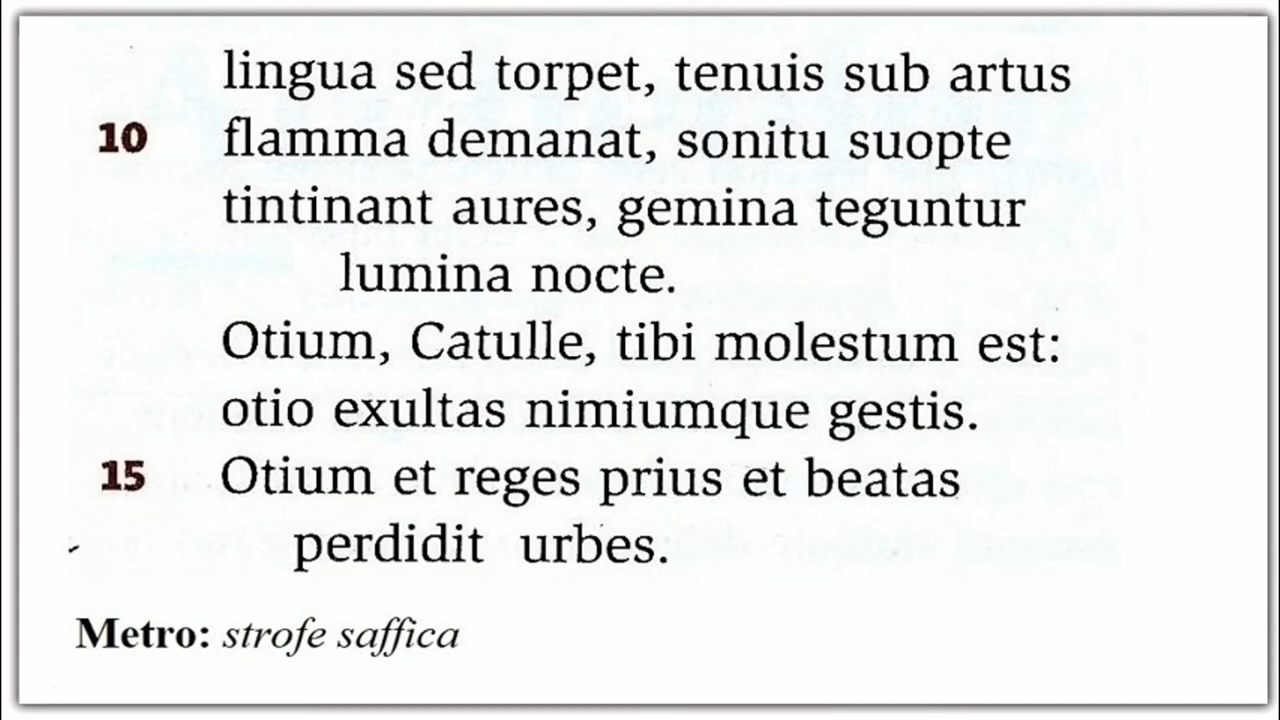 lingua sed torpet, tenuis sub artus
10 flamma demanat, sonitu suopte
tintinant aures, gemina teguntur
lumina nocte.
Otium, Catulle, tibi molestum est:
otio exultas nimiumque gestis.
15 Otium et reges prius et beatas
perdidit urbes.
Metro: strofe saffica